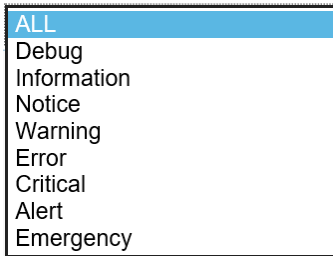 ALL
Debug
Information
Notice
Warning
Error
Critical
Alert
Emergency